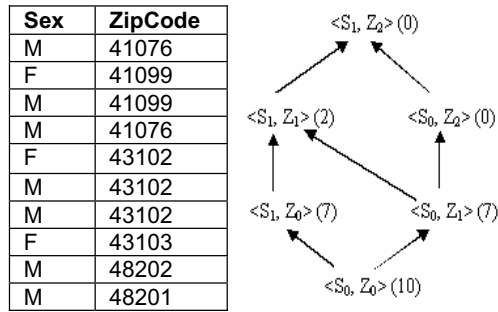 Sex ZipCode
M 41076
F 41099
M 41099
M 41076
F 43102
M 43102
M 43102
F 43103
M 48202
M 48201
<S₁, Z₂> (0)
<S₁, Z₁> (2) <S₀, Z₂> (0)
<S₁, Z₀> (7) <S₀, Z₁> (7)
<S₀, Z₀> (10)